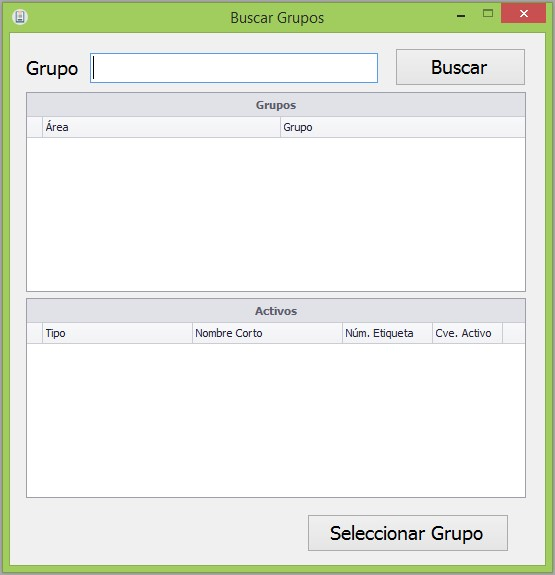 Buscar Grupos
Grupo
Buscar
Grupos
Área Grupo
Activos
Tipo Nombre Corto Núm. Etiqueta Cve. Activo
Seleccionar Grupo